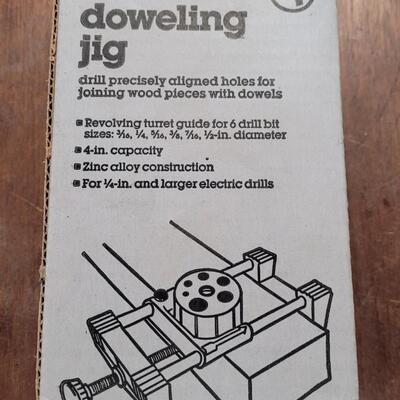 doweling
jig
drill precisely aligned holes for
joining wood pieces with dowels
Revolving turret guide for 6 drill bit
sizes: 3/16, 1/4, 5/16, 3/8, 7/16, 1/2-in. diameter
4-in. capacity
Zinc alloy construction
For 1/4-in. and larger electric drills